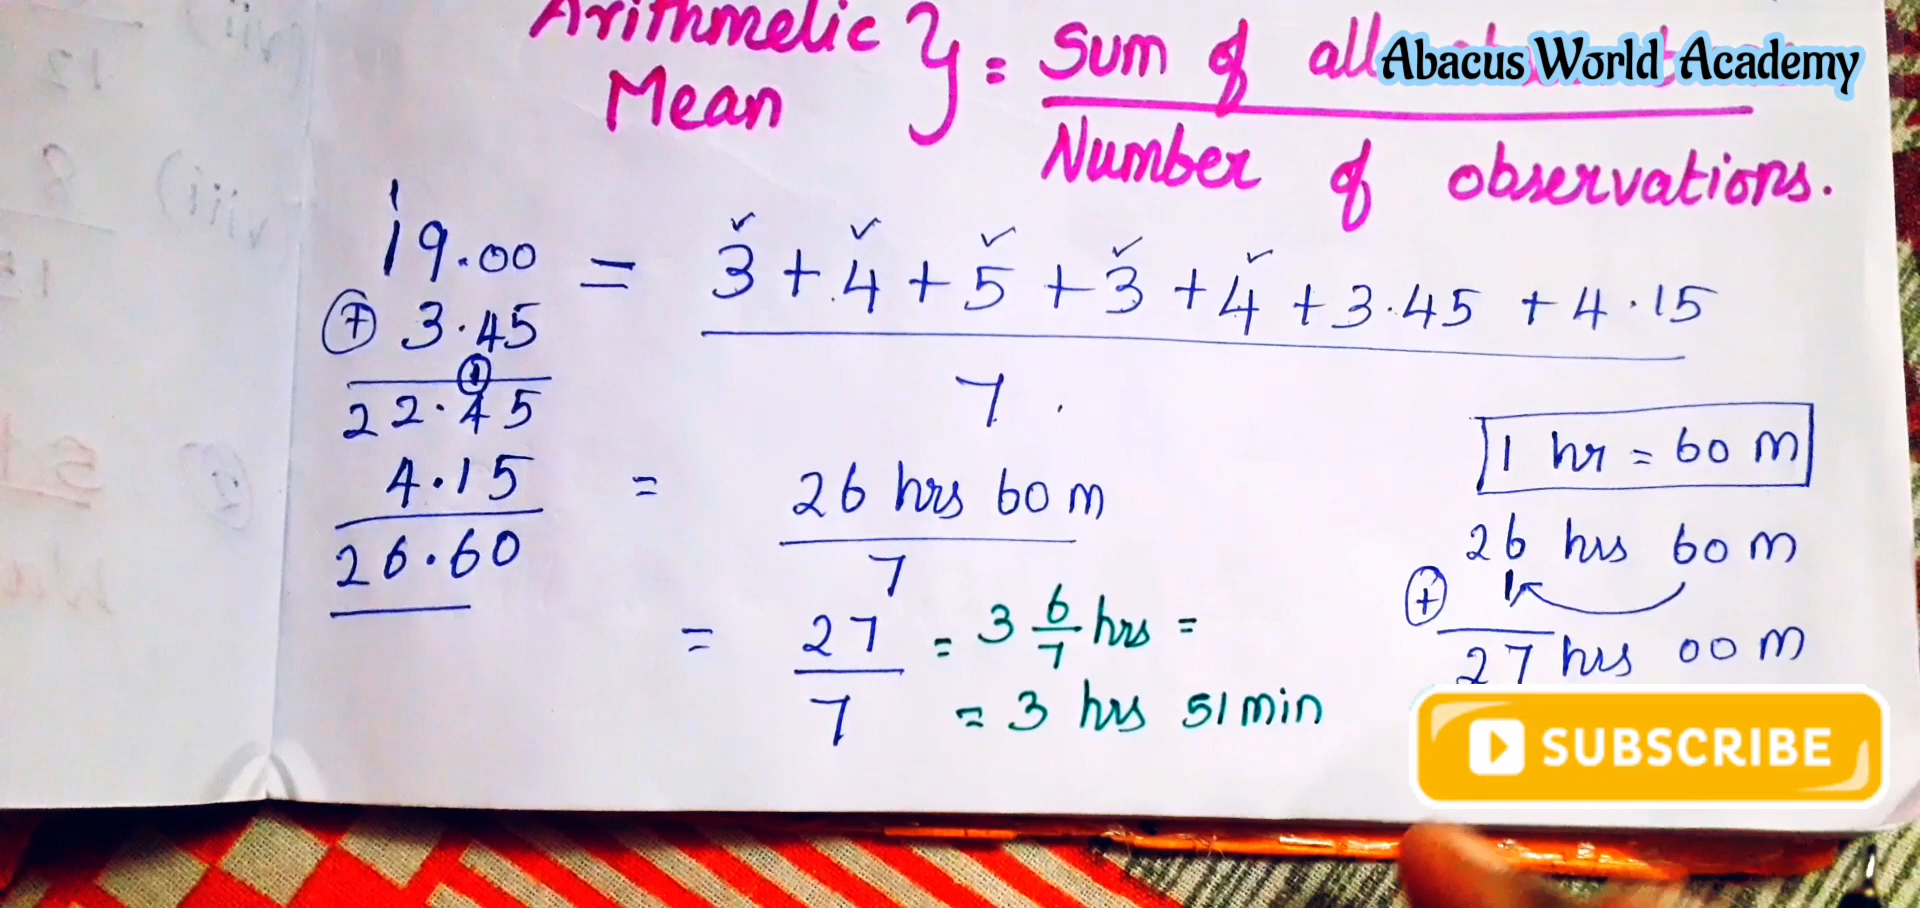 Arithmetic Mean } = Sum of all
Number of observations.
Abacus World Academy
1
19.00
+ 3.45
1
22.45
4.15
26.60
= 3 + 4 + 5 + 3 + 4 + 3.45 + 4.15
7
= 26 hrs 60 m
7
= 27 = 3 6/7 hrs =
7 = 3 hrs 51 min
1 hr = 60 m
26 hrs 60 m
+ 1
27 hrs 00 m
SUBSCRIBE